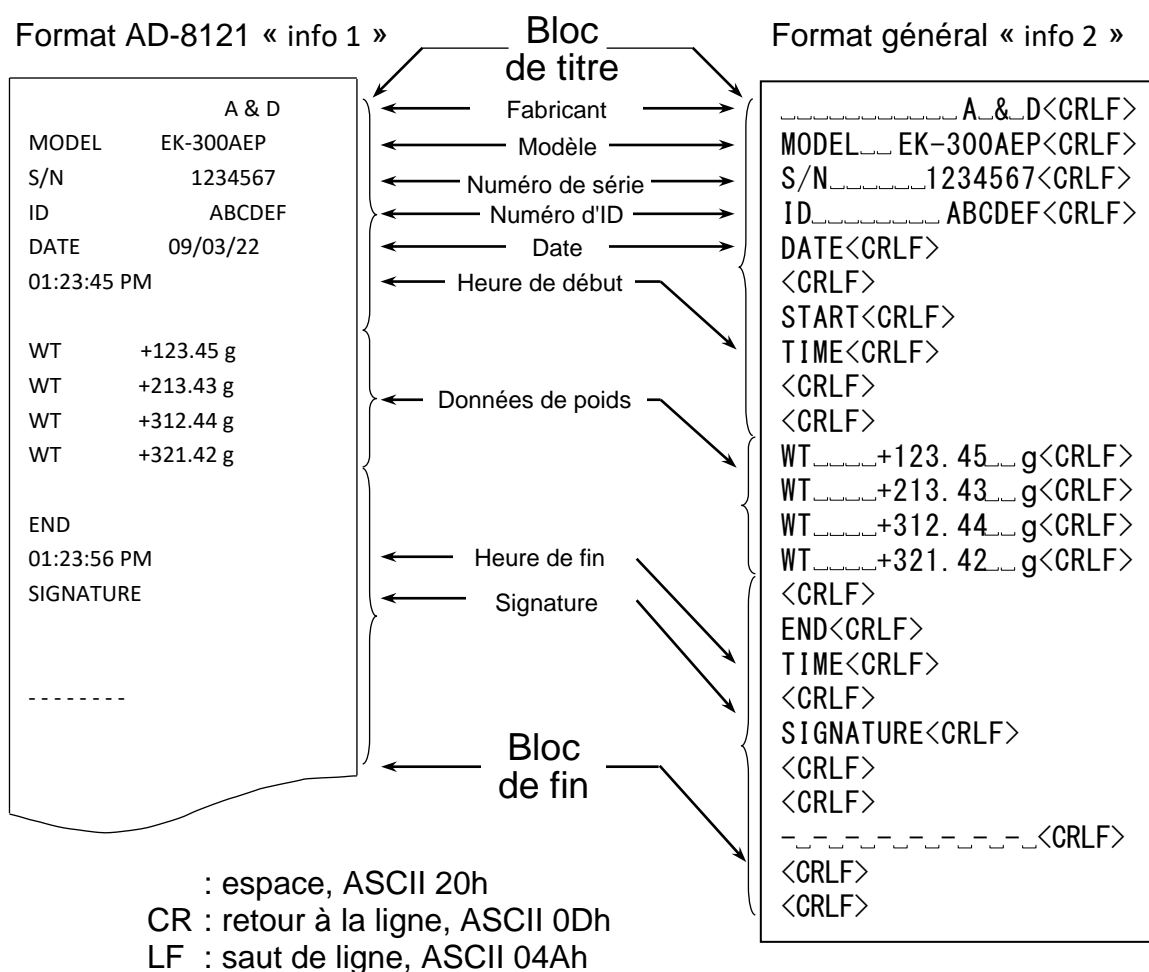 Format AD-8121 « info 1 »
A & D
MODEL EK-300AEP
S/N 1234567
ID ABCDEF
DATE 09/03/22
01:23:45 PM
WT +123.45 g
WT +213.43 g
WT +312.44 g
WT +321.42 g
END
01:23:56 PM
SIGNATURE
- - - - - - - -
Bloc
de titre
Fabricant
Modèle
Numéro de série
Numéro d'ID
Date
Heure de début
Données de poids
Heure de fin
Signature
Bloc
de fin
Format général « info 2 »
␣␣␣␣␣␣␣␣␣␣␣A␣&␣D<CRLF>
MODEL␣␣EK-300AEP<CRLF>
S/N␣␣␣␣␣␣1234567<CRLF>
ID␣␣␣␣␣␣␣␣ABCDEF<CRLF>
DATE<CRLF>
<CRLF>
START<CRLF>
TIME<CRLF>
<CRLF>
<CRLF>
WT␣␣␣␣+123.45␣␣g<CRLF>
WT␣␣␣␣+213.43␣␣g<CRLF>
WT␣␣␣␣+312.44␣␣g<CRLF>
WT␣␣␣␣+321.42␣␣g<CRLF>
<CRLF>
END<CRLF>
TIME<CRLF>
<CRLF>
SIGNATURE<CRLF>
<CRLF>
<CRLF>
-␣-␣-␣-␣-␣-␣-␣-␣<CRLF>
<CRLF>
<CRLF>
: espace, ASCII 20h
CR : retour à la ligne, ASCII 0Dh
LF : saut de ligne, ASCII 04Ah